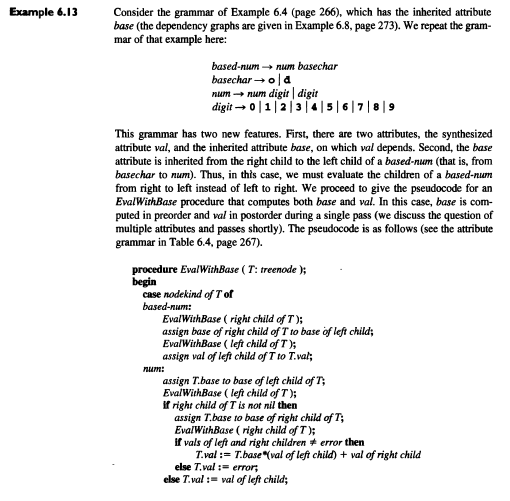 Example 6.13 Consider the grammar of Example 6.4 (page 266), which has the inherited attribute
base (the dependency graphs are given in Example 6.8, page 273). We repeat the gram-
mar of that example here:
based-num → num basechar
basechar → o | d
num → num digit | digit
digit → 0 | 1 | 2 | 3 | 4 | 5 | 6 | 7 | 8 | 9
This grammar has two new features. First, there are two attributes, the synthesized
attribute val, and the inherited attribute base, on which val depends. Second, the base
attribute is inherited from the right child to the left child of a based-num (that is, from
basechar to num). Thus, in this case, we must evaluate the children of a based-num
from right to left instead of left to right. We proceed to give the pseudocode for an
EvalWithBase procedure that computes both base and val. In this case, base is com-
puted in preorder and val in postorder during a single pass (we discuss the question of
multiple attributes and passes shortly). The pseudocode is as follows (see the attribute
grammar in Table 6.4, page 267).
procedure EvalWithBase ( T: treenode );
begin
case nodekind of T of
based-num:
EvalWithBase ( right child of T );
assign base of right child of T to base of left child;
EvalWithBase ( left child of T );
assign val of left child of T to T.val;
num:
assign T.base to base of left child of T;
EvalWithBase ( left child of T );
if right child of T is not nil then
assign T.base to base of right child of T;
EvalWithBase ( right child of T );
if vals of left and right children ≠ error then
T.val := T.base*(val of left child) + val of right child
else T.val := error;
else T.val := val of left child;